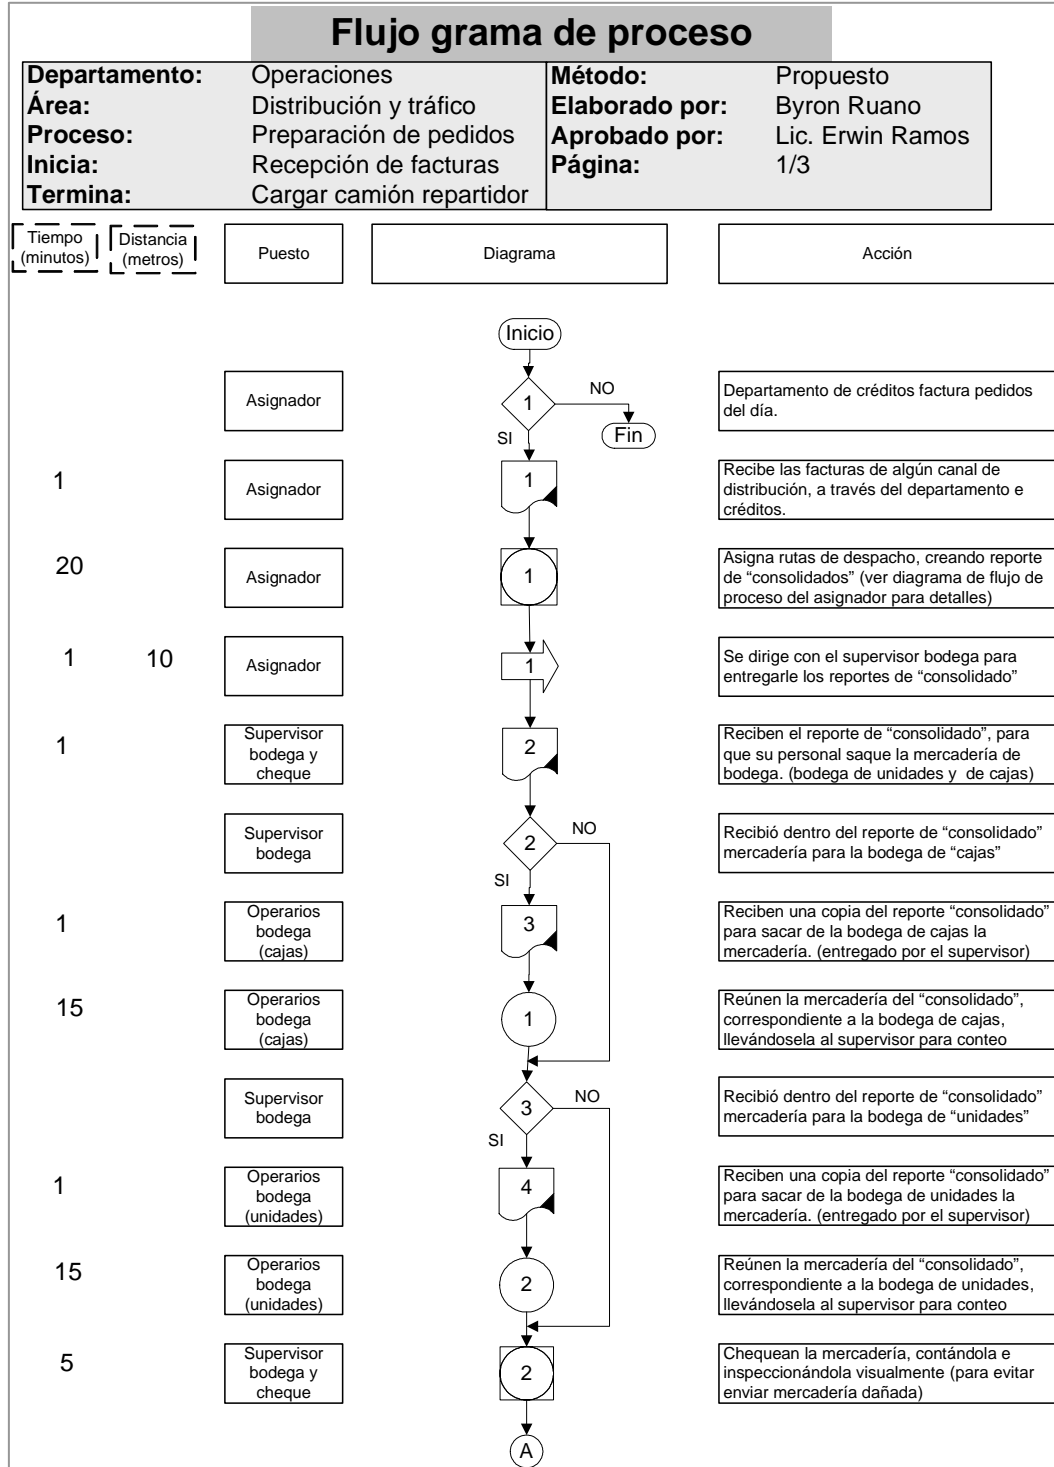 Flujo grama de proceso
Departamento: Operaciones
Área: Distribución y tráfico
Proceso: Preparación de pedidos
Inicia: Recepción de facturas
Termina: Cargar camión repartidor
Método: Propuesto
Elaborado por: Byron Ruano
Aprobado por: Lic. Erwin Ramos
Página: 1/3
Tiempo
(minutos)
Distancia
(metros)
Puesto
Diagrama
Acción
Inicio
Asignador
1
NO
Fin
SI
Departamento de créditos factura pedidos
del día.
1
Asignador
1
Recibe las facturas de algún canal de
distribución, a través del departamento e
créditos.
20
Asignador
1
Asigna rutas de despacho, creando reporte
de “consolidados” (ver diagrama de flujo de
proceso del asignador para detalles)
1
10
Asignador
1
Se dirige con el supervisor bodega para
entregarle los reportes de “consolidado”
1
Supervisor
bodega y
cheque
2
Reciben el reporte de “consolidado”, para
que su personal saque la mercadería de
bodega. (bodega de unidades y de cajas)
Supervisor
bodega
2
NO
SI
Recibió dentro del reporte de “consolidado”
mercadería para la bodega de “cajas”
1
Operarios
bodega
(cajas)
3
Reciben una copia del reporte “consolidado”
para sacar de la bodega de cajas la
mercadería. (entregado por el supervisor)
15
Operarios
bodega
(cajas)
1
Reúnen la mercadería del “consolidado”,
correspondiente a la bodega de cajas,
llevándosela al supervisor para conteo
Supervisor
bodega
3
NO
SI
Recibió dentro del reporte de “consolidado”
mercadería para la bodega de “unidades”
1
Operarios
bodega
(unidades)
4
Reciben una copia del reporte “consolidado”
para sacar de la bodega de unidades la
mercadería. (entregado por el supervisor)
15
Operarios
bodega
(unidades)
2
Reúnen la mercadería del “consolidado”,
correspondiente a la bodega de unidades,
llevándosela al supervisor para conteo
5
Supervisor
bodega y
cheque
2
Chequean la mercadería, contándola e
inspeccionándola visualmente (para evitar
enviar mercadería dañada)
A